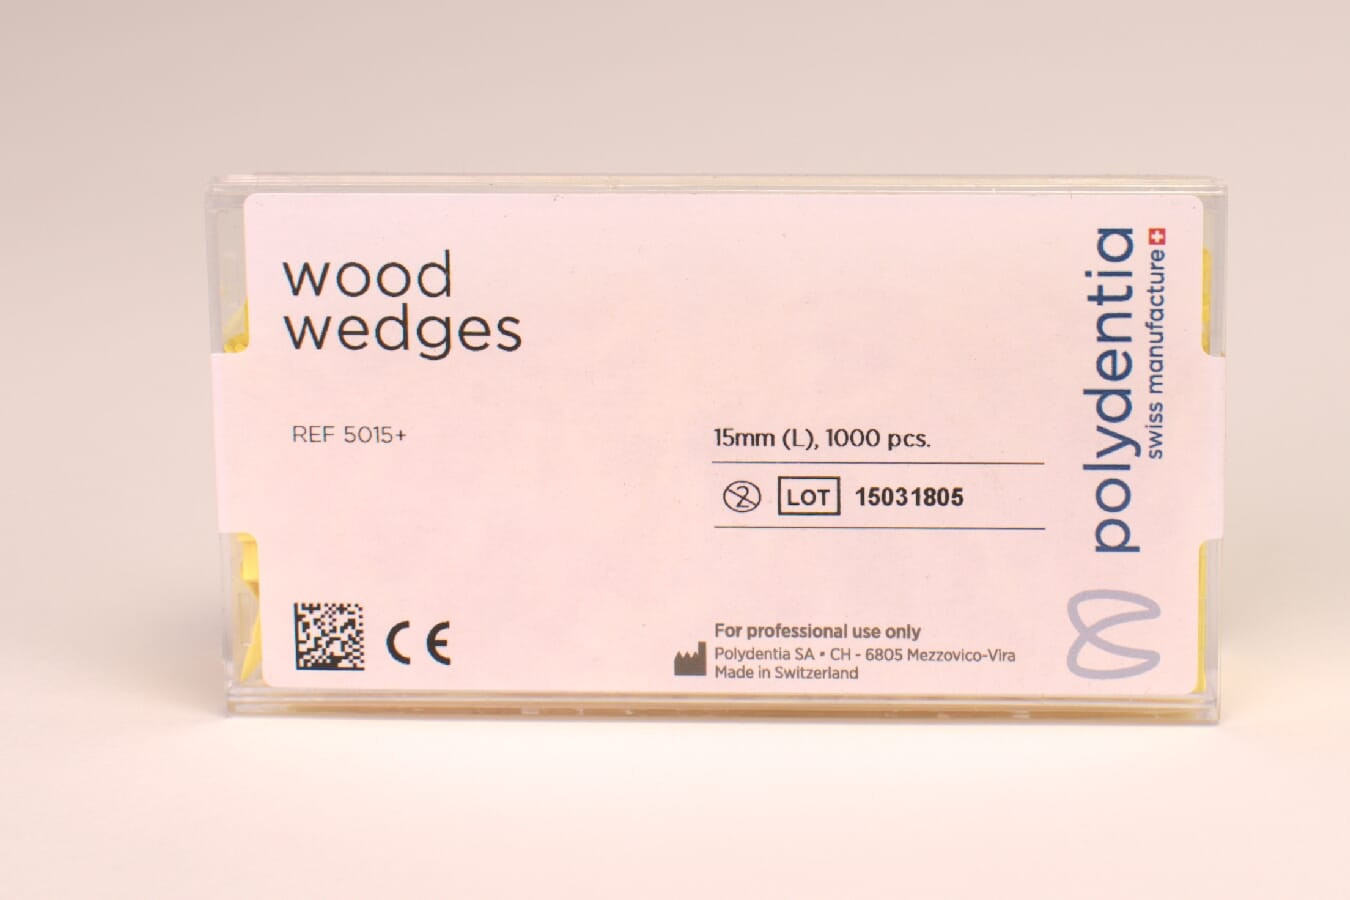 wood
wedges
REF 5015+
15mm (L), 1000 pcs.
2 LOT 15031805
CE
For professional use only
Polydentia SA • CH - 6805 Mezzovico-Vira
Made in Switzerland
polydentia
swiss manufacture